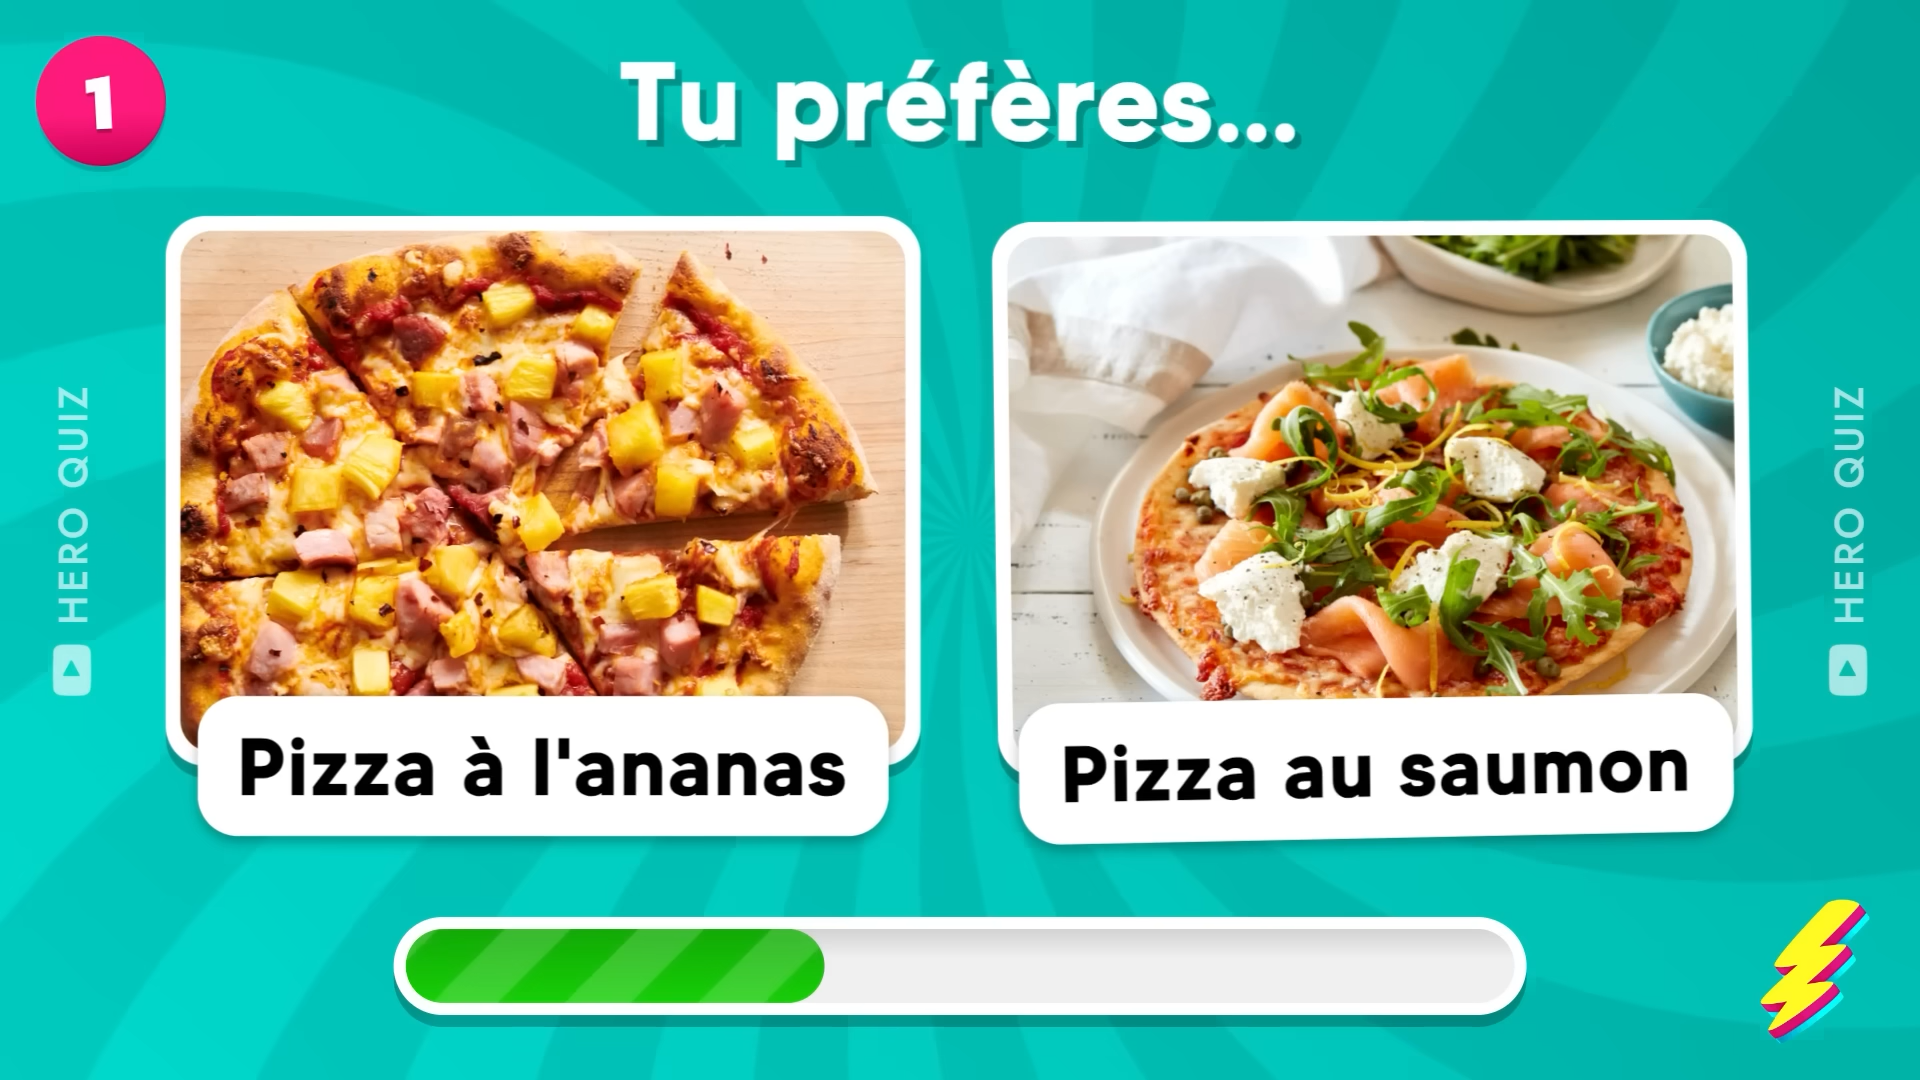 1
Tu préfères...
HERO QUIZ
HERO QUIZ
Pizza à l'ananas
Pizza au saumon